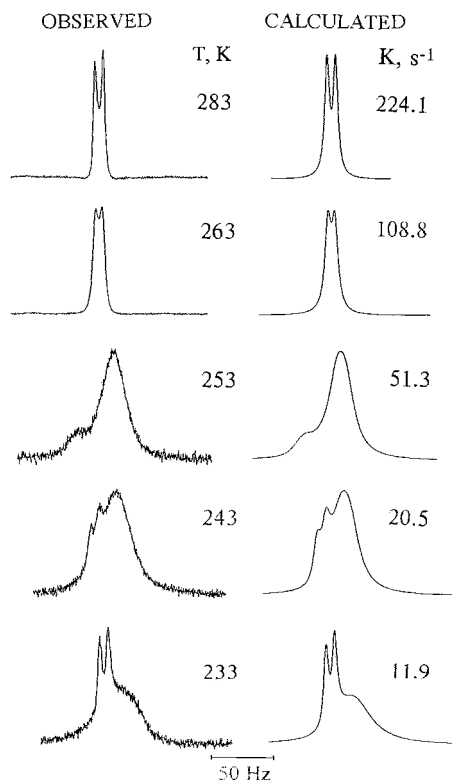 OBSERVED CALCULATED
T, K K, s-1
283 224.1
263 108.8
253 51.3
243 20.5
233 11.9
50 Hz